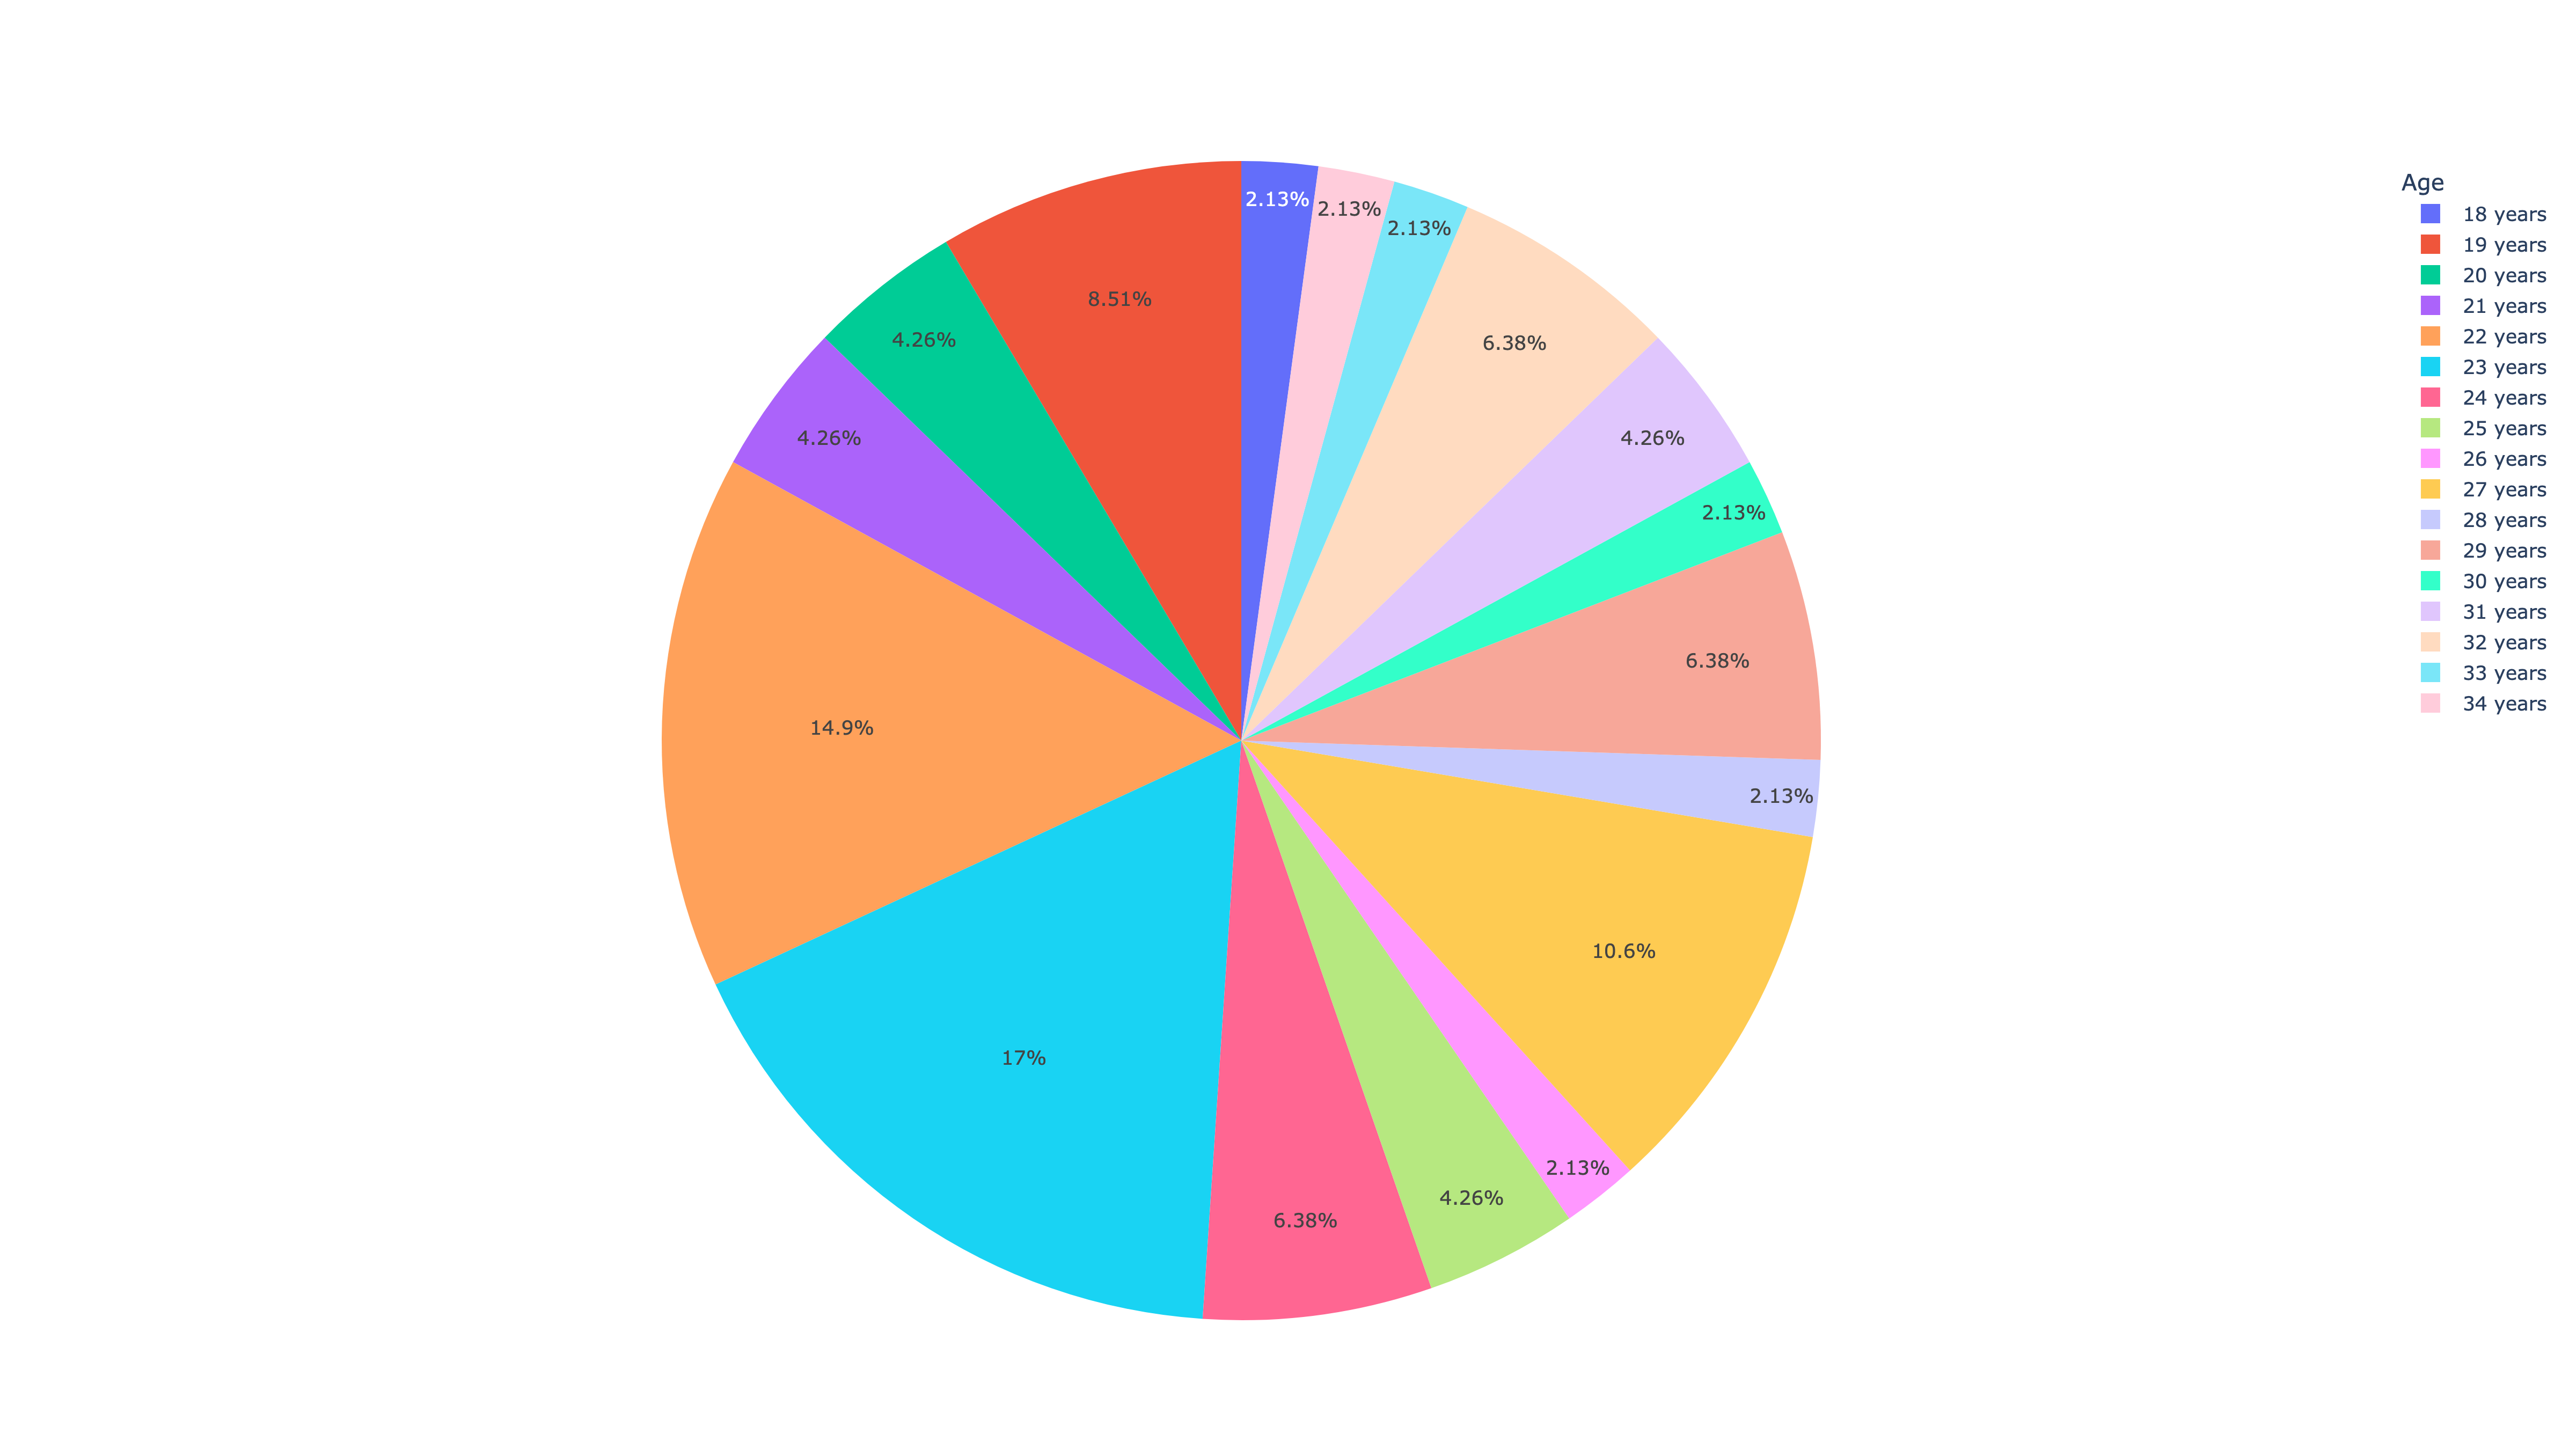 2.13%
2.13%
2.13%
6.38%
4.26%
2.13%
6.38%
2.13%
10.6%
2.13%
4.26%
6.38%
17%
14.9%
4.26%
4.26%
8.51%
Age
18 years
19 years
20 years
21 years
22 years
23 years
24 years
25 years
26 years
27 years
28 years
29 years
30 years
31 years
32 years
33 years
34 years